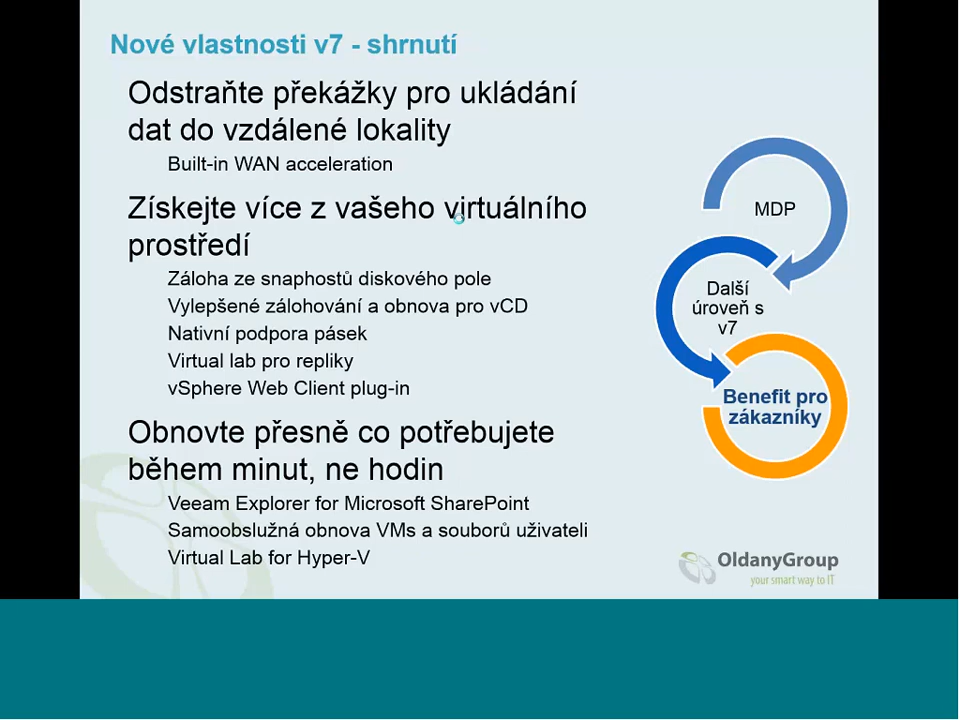 Nové vlastnosti v7 - shrnutí
Odstraňte překážky pro ukládání
dat do vzdálené lokality
Built-in WAN acceleration
Získejte více z vašeho virtuálního
prostředí
Záloha ze snaphostů diskového pole
Vylepšené zálohování a obnova pro vCD
Nativní podpora pásek
Virtual lab pro repliky
vSphere Web Client plug-in
Obnovte přesně co potřebujete
během minut, ne hodin
Veeam Explorer for Microsoft SharePoint
Samoobslužná obnova VMs a souborů uživateli
Virtual Lab for Hyper-V
MDP
Další
úroveň s
v7
Benefit pro
zákazníky
OldanyGroup
your smart way to IT